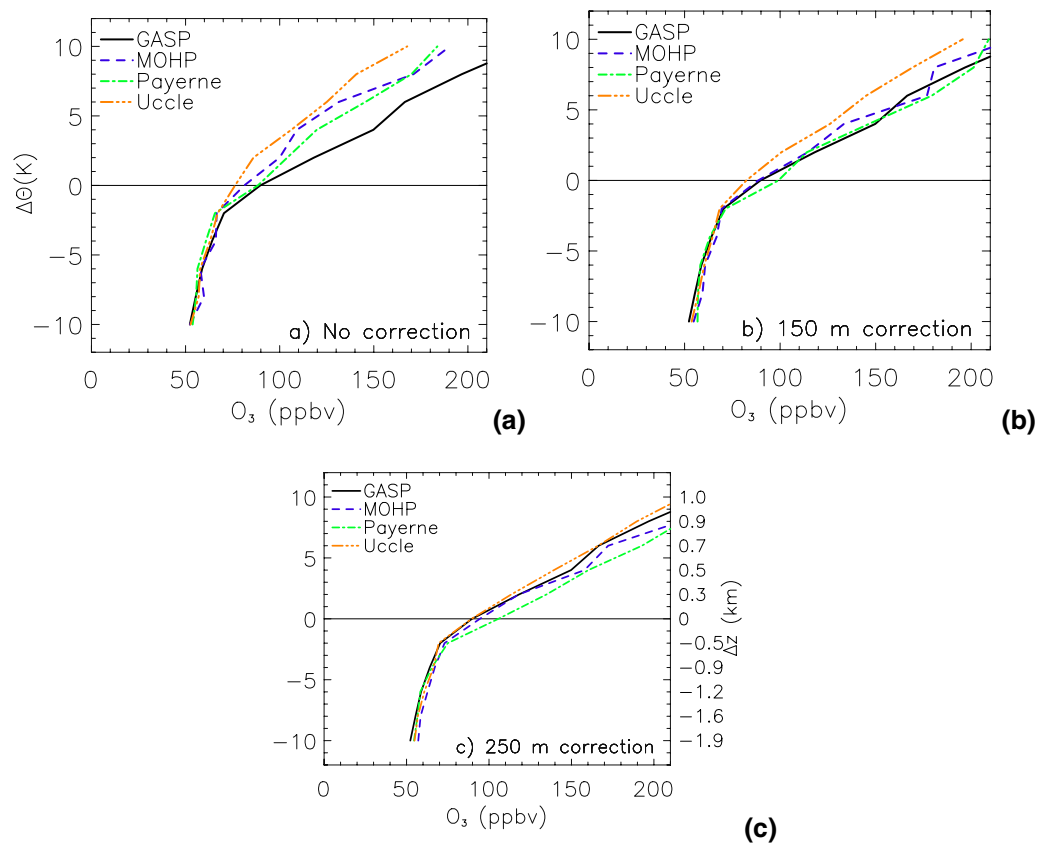 GASP
MOHP
Payerne
Uccle
10
5
0
−5
−10
ΔΘ(K)
a) No correction
0 50 100 150 200
O₃ (ppbv)
(a)
GASP
MOHP
Payerne
Uccle
10
5
0
−5
−10
b) 150 m correction
0 50 100 150 200
O₃ (ppbv)
(b)
GASP
MOHP
Payerne
Uccle
10
5
0
−5
−10
1.0
0.9
0.7
0.5
0.3
0
−0.5
−0.9
−1.2
−1.6
−1.9
Δz (km)
c) 250 m correction
0 50 100 150 200
O₃ (ppbv)
(c)